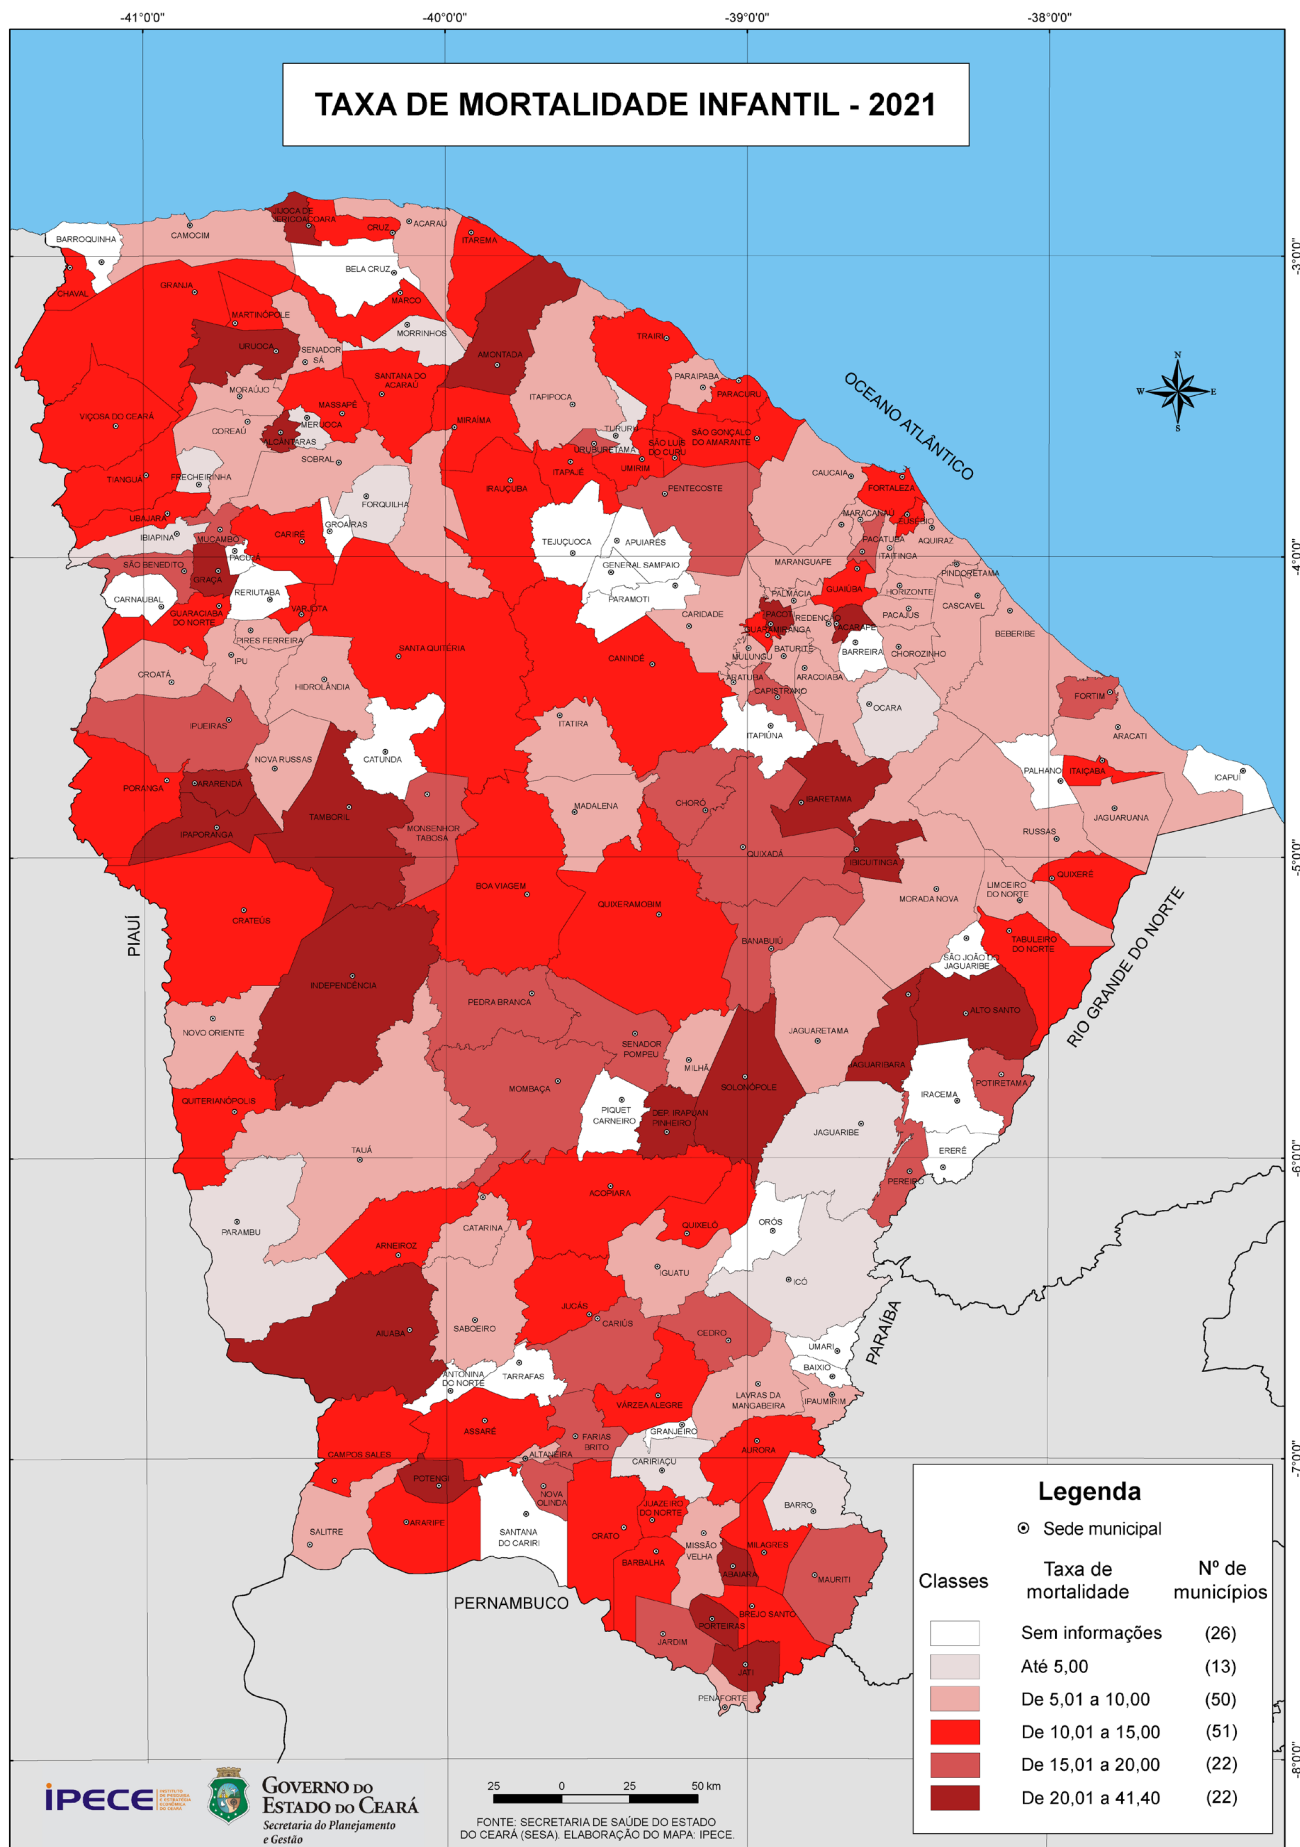 -41°0'0"
-40°0'0"
-39°0'0"
-38°0'0"
TAXA DE MORTALIDADE INFANTIL - 2021
JIJOCA DE
JERICOACOARA
CRUZ
ACARAÚ
CAMOCIM
BARROQUINHA
ITAREMA
-3°0'0"
BELA CRUZ
CHAVAL
GRANJA
MARCO
MARTINÓPOLE
MORRINHOS
TRAIRI
URUOCA
SENADOR
SÁ
AMONTADA
N
W
E
S
OCEANO ATLÂNTICO
SANTANA DO
ACARAÚ
PARAIPABA
PARACURU
MORAÚJO
ITAPIPOCA
MASSAPÊ
VIÇOSA DO CEARÁ
MERUOCA
MIRAÍMA
COREAÚ
ALCÂNTARAS
TURURU
SÃO GONÇALO
DO AMARANTE
URUBURETAMA
SÃO LUÍS
DO CURU
SOBRAL
ITAPAJÉ
UMIRIM
CAUCAIA
TIANGUÁ
FRECHEIRINHA
IRAUÇUBA
PENTECOSTE
FORTALEZA
FORQUILHA
UBAJARA
GROAÍRAS
MARACANAÚ
EUSÉBIO
IBIAPINA
MUCAMBO
CARIRÉ
TEJUÇUOCA
APUIARÉS
PACATUBA
AQUIRAZ
ITAITINGA
PACUJÁ
SÃO BENEDITO
GENERAL SAMPAIO
MARANGUAPE
-4°0'0"
GRAÇA
PINDORETAMA
CARNAUBAL
RERIUTABA
PARAMOTI
PALMÁCIA
GUAIÚBA
HORIZONTE
CASCAVEL
GUARACIABA
DO NORTE
VARJOTA
CARIDADE
PACOTI
REDENÇÃO
ACARAPE
PACAJUS
GUARAMIRANGA
BEBERIBE
PIRES FERREIRA
SANTA QUITÉRIA
CANINDÉ
MULUNGU
BATURITÉ
BARREIRA
CHOROZINHO
IPU
CROATÁ
HIDROLÂNDIA
ARATUBA
ARACOIABA
CAPISTRANO
FORTIM
OCARA
IPUEIRAS
ITATIRA
ITAPIÚNA
ARACATI
CATUNDA
NOVA RUSSAS
PALHANO
ITAIÇABA
ICAPUÍ
PORANGA
ARARENDÁ
CHORÓ
IBARETAMA
MADALENA
TAMBORIL
JAGUARUANA
IPAPORANGA
MONSENHOR
TABOSA
RUSSAS
QUIXADÁ
-5°0'0"
IBICUITINGA
QUIXERÉ
BOA VIAGEM
LIMOEIRO
DO NORTE
MORADA NOVA
QUIXERAMOBIM
CRATEÚS
PIAUÍ
TABULEIRO
DO NORTE
BANABUIÚ
SÃO JOÃO DO
JAGUARIBE
RIO GRANDE DO NORTE
INDEPENDÊNCIA
PEDRA BRANCA
ALTO SANTO
NOVO ORIENTE
JAGUARETAMA
SENADOR
POMPEU
JAGUARIBARA
MILHÃ
SOLONÓPOLE
MOMBAÇA
POTIRETAMA
IRACEMA
QUITERIANÓPOLIS
PIQUET
CARNEIRO
DEP. IRAPUAN
PINHEIRO
JAGUARIBE
TAUÁ
ERERÊ
-6°0'0"
PEREIRO
ACOPIARA
PARAMBU
CATARINA
QUIXELÔ
ORÓS
ARNEIROZ
IGUATU
ICÓ
JUCÁS
PARAÍBA
CARIÚS
AIUABA
SABOEIRO
CEDRO
UMARI
ANTONINA
DO NORTE
TARRAFAS
BAIXIO
LAVRAS DA
MANGABEIRA
IPAUMIRIM
VÁRZEA ALEGRE
ASSARÉ
GRANJEIRO
FARIAS
BRITO
AURORA
CAMPOS SALES
ALTANEIRA
CARIRIAÇU
-7°0'0"
POTENGI
NOVA
OLINDA
JUAZEIRO
DO NORTE
BARRO
ARARIPE
SANTANA
DO CARIRI
CRATO
SALITRE
MISSÃO
VELHA
MILAGRES
BARBALHA
ABAIARA
MAURITI
PERNAMBUCO
BREJO SANTO
PORTEIRAS
JARDIM
JATI
PENAFORTE
-8°0'0"
Legenda
Sede municipal
Classes
Taxa de
mortalidade
Nº de
municípios
Sem informações (26)
Até 5,00 (13)
De 5,01 a 10,00 (50)
De 10,01 a 15,00 (51)
De 15,01 a 20,00 (22)
De 20,01 a 41,40 (22)
iPECE
INSTITUTO
DE PESQUISA
E ESTRATÉGIA
ECONÔMICA
DO CEARÁ
GOVERNO DO
ESTADO DO CEARÁ
Secretaria do Planejamento
e Gestão
25 0 25 50 km
FONTE: SECRETARIA DE SAÚDE DO ESTADO
DO CEARÁ (SESA). ELABORAÇÃO DO MAPA: IPECE.